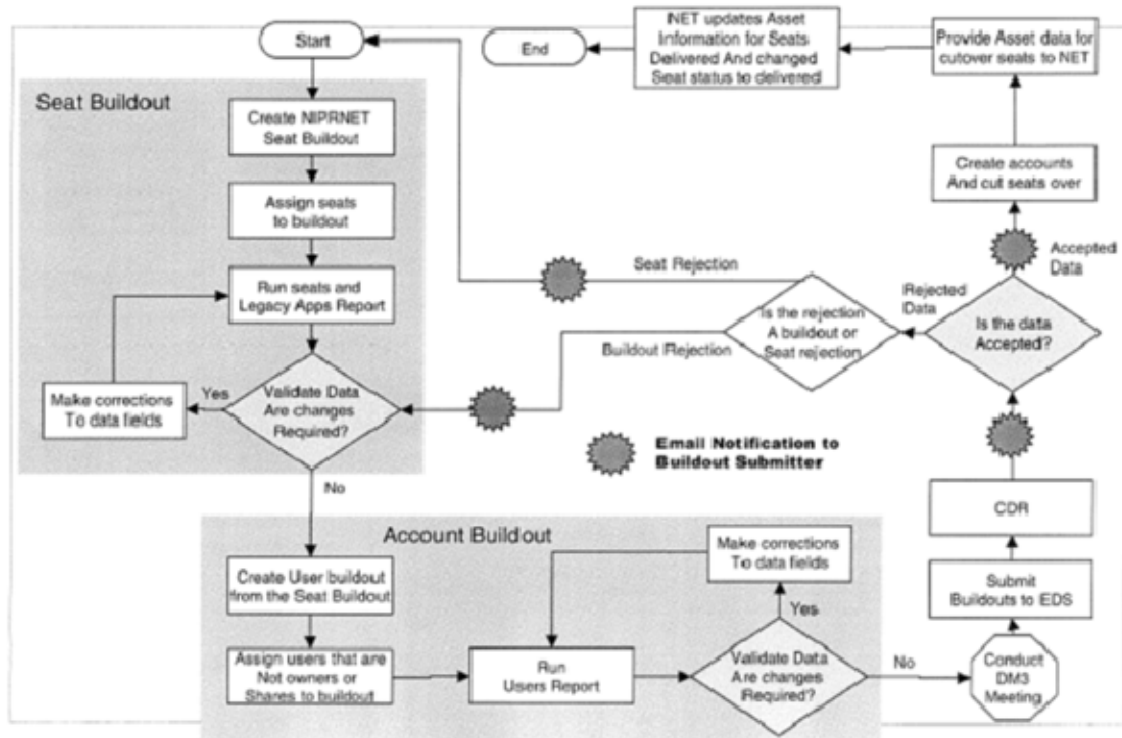 Start
End
NET updates Asset
Information for Seats
Delivered And changed
Seat status to delivered
Provide Asset data for
cutover seats to NET
Seat Buildout
Create NIPRNET
Seat Buildout
Assign seats
to buildout
Run seats and
Legacy Apps Report
Make corrections
To data fields
Yes
Validate Data
Are changes
Required?
No
Create accounts
And cut seats over
Accepted
Data
Seat Rejection
Buildout Rejection
Is the rejection
A buildout or
Seat rejection
Rejected
Data
Is the data
Accepted?
Email Notification to
Buildout Submitter
CDR
Submit
Buildouts to EDS
Conduct
DM3
Meeting
Account Buildout
Create User buildout
from the Seat Buildout
Assign users that are
Not owners or
Shares to buildout
Run
Users Report
Make corrections
To data fields
Yes
Validate Data
Are changes
Required?
No